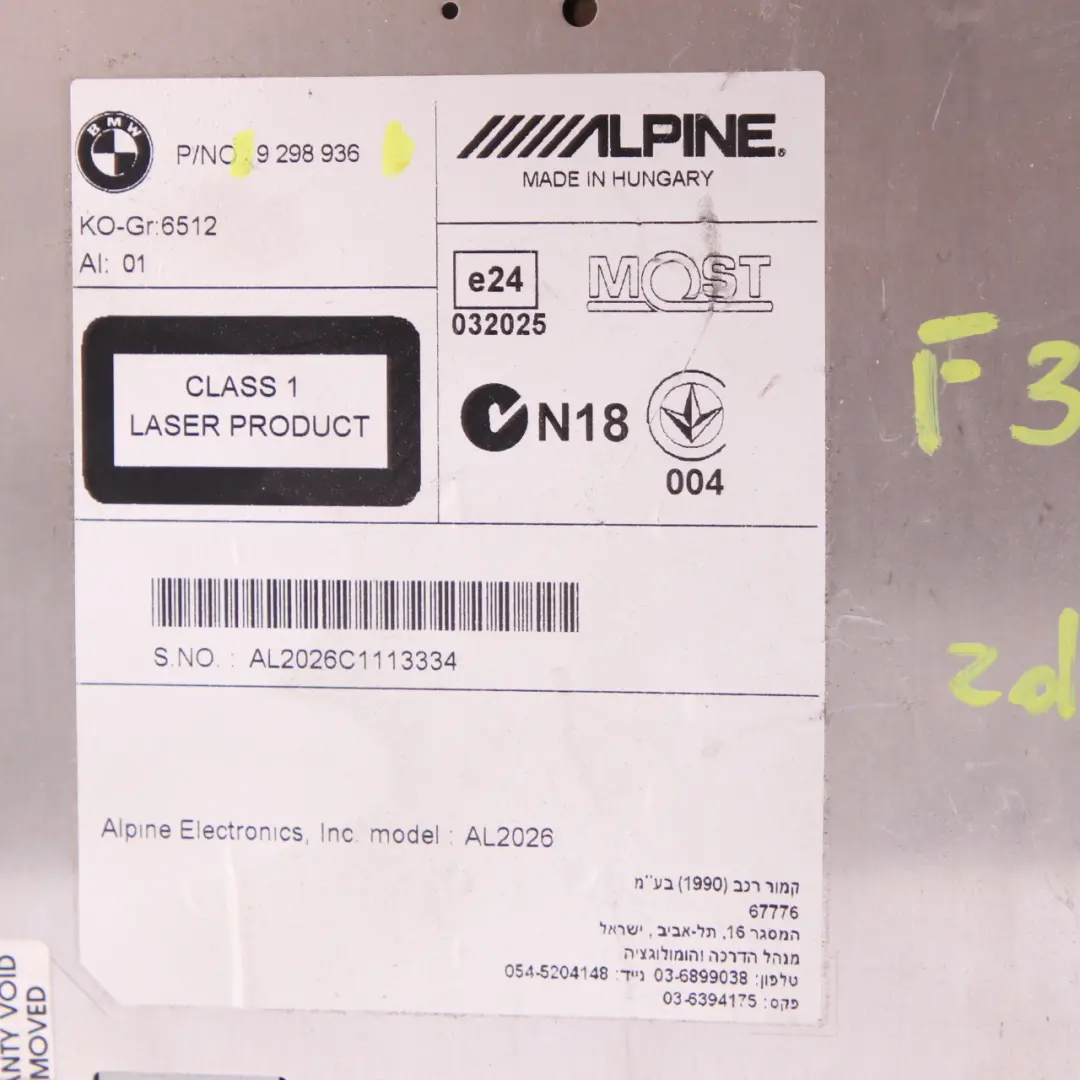 BMW
P/NO : 9 298 936
KO-Gr:6512
AI: 01
ALPINE®
MADE IN HUNGARY
e24
032025
MOST
CLASS 1
LASER PRODUCT
N18
004
S.NO. : AL2026C1113334
Alpine Electronics, Inc. model : AL2026
קמור רכב (1990) בע"מ
67776
המסגר 16, תל-אביב, ישראל
מנהל הדרכה והומולוגציה
טלפון: 03-6899038 נייד: 054-5204148
פקס: 03-6394175
F3
2d
ANTY VOID
MOVED